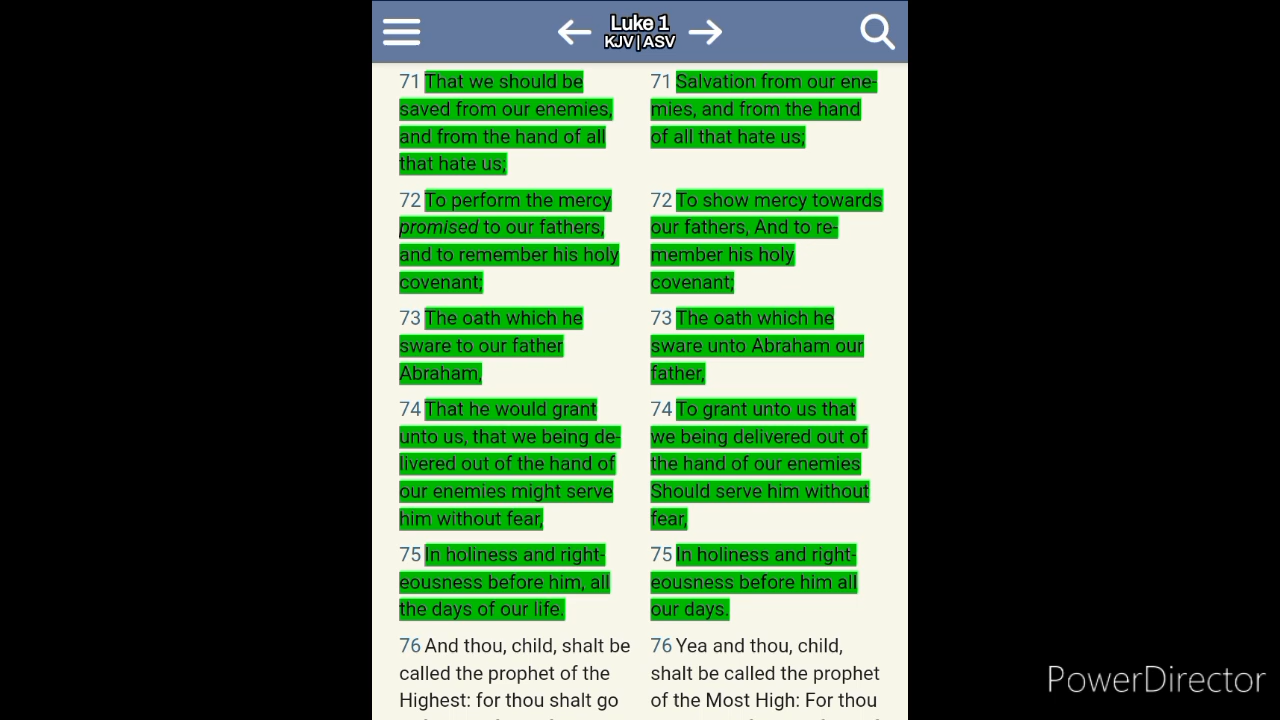 Luke 1
KJV|ASV
71 That we should be
saved from our enemies,
and from the hand of all
that hate us;
72 To perform the mercy
promised to our fathers,
and to remember his holy
covenant;
73 The oath which he
sware to our father
Abraham,
74 That he would grant
unto us, that we being de-
livered out of the hand of
our enemies might serve
him without fear,
75 In holiness and right-
eousness before him, all
the days of our life.
76 And thou, child, shalt be
called the prophet of the
Highest: for thou shalt go
71 Salvation from our ene-
mies, and from the hand
of all that hate us;
72 To show mercy towards
our fathers, And to re-
member his holy
covenant;
73 The oath which he
sware unto Abraham our
father,
74 To grant unto us that
we being delivered out of
the hand of our enemies
Should serve him without
fear,
75 In holiness and right-
eousness before him all
our days.
76 Yea and thou, child,
shalt be called the prophet
of the Most High: For thou
PowerDirector